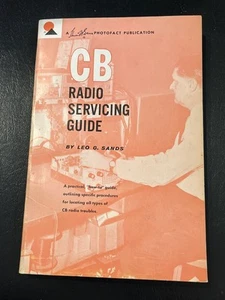 A Sams PHOTOFACT PUBLICATION
CB
RADIO
SERVICING
GUIDE
BY LEO G. SANDS
A practical, "how-to" guide,
outlining specific procedures
for locating all types of
CB radio troubles.